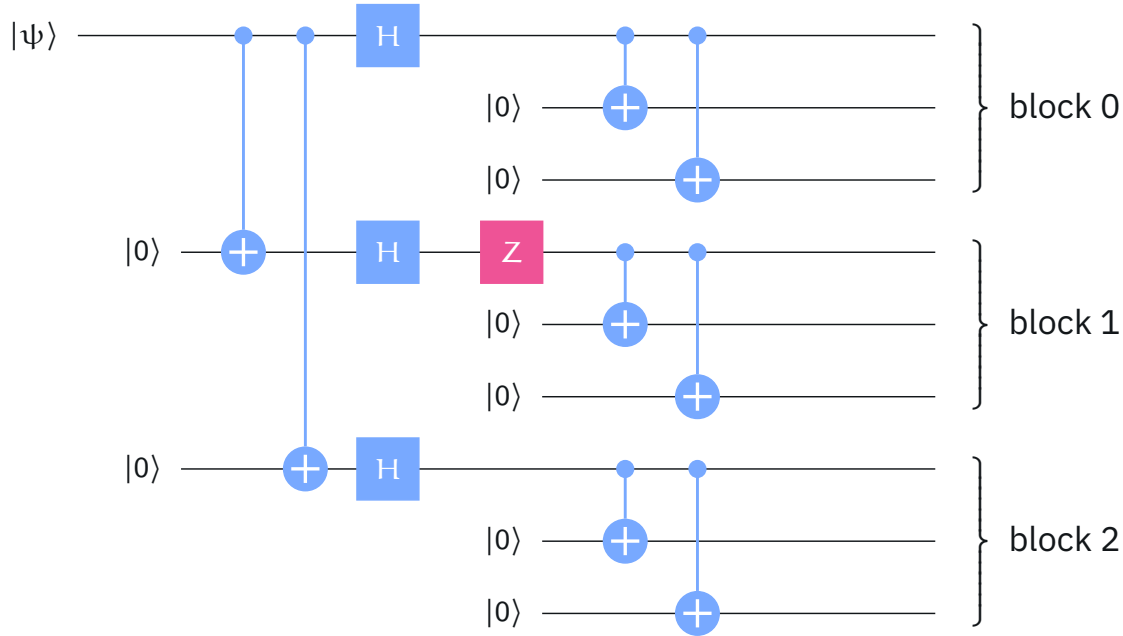 |ψ⟩ H
|0⟩ block 0
|0⟩
|0⟩ H Z
|0⟩ block 1
|0⟩
|0⟩ H
|0⟩ block 2
|0⟩